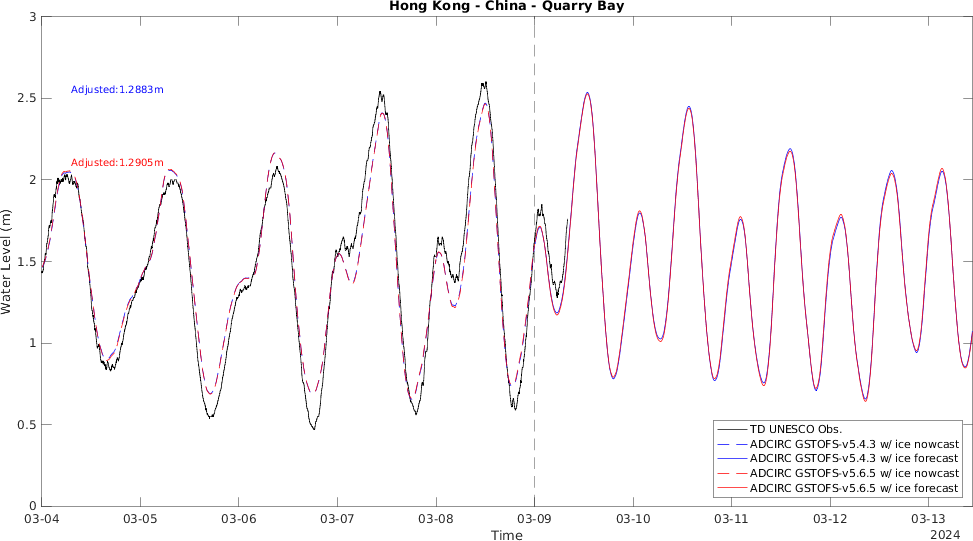 Hong Kong - China - Quarry Bay
3
2.5
2
1.5
1
0.5
0
Water Level (m)
Adjusted:1.2883m
Adjusted:1.2905m
TD UNESCO Obs.
ADCIRC GSTOFS-v5.4.3 w/ ice nowcast
ADCIRC GSTOFS-v5.4.3 w/ ice forecast
ADCIRC GSTOFS-v5.6.5 w/ ice nowcast
ADCIRC GSTOFS-v5.6.5 w/ ice forecast
03-04 03-05 03-06 03-07 03-08 03-09 03-10 03-11 03-12 03-13
Time
2024